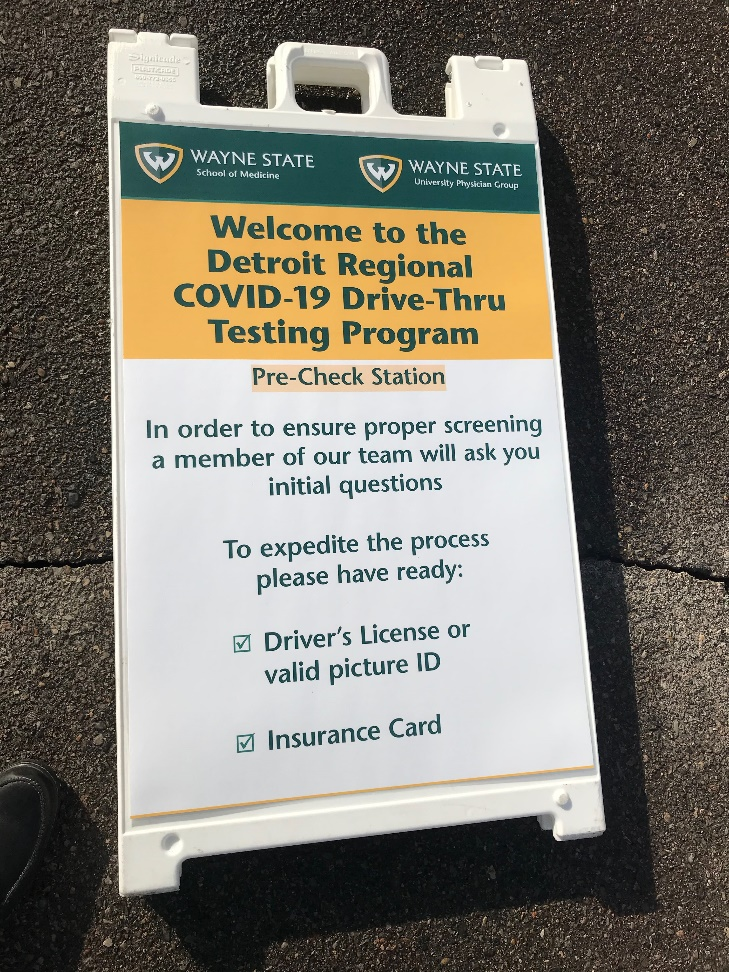 Signicade
WAYNE STATE
School of Medicine
WAYNE STATE
University Physician Group
Welcome to the
Detroit Regional
COVID-19 Drive-Thru
Testing Program
Pre-Check Station
In order to ensure proper screening
a member of our team will ask you
initial questions
To expedite the process
please have ready:
Driver's License or
valid picture ID
Insurance Card